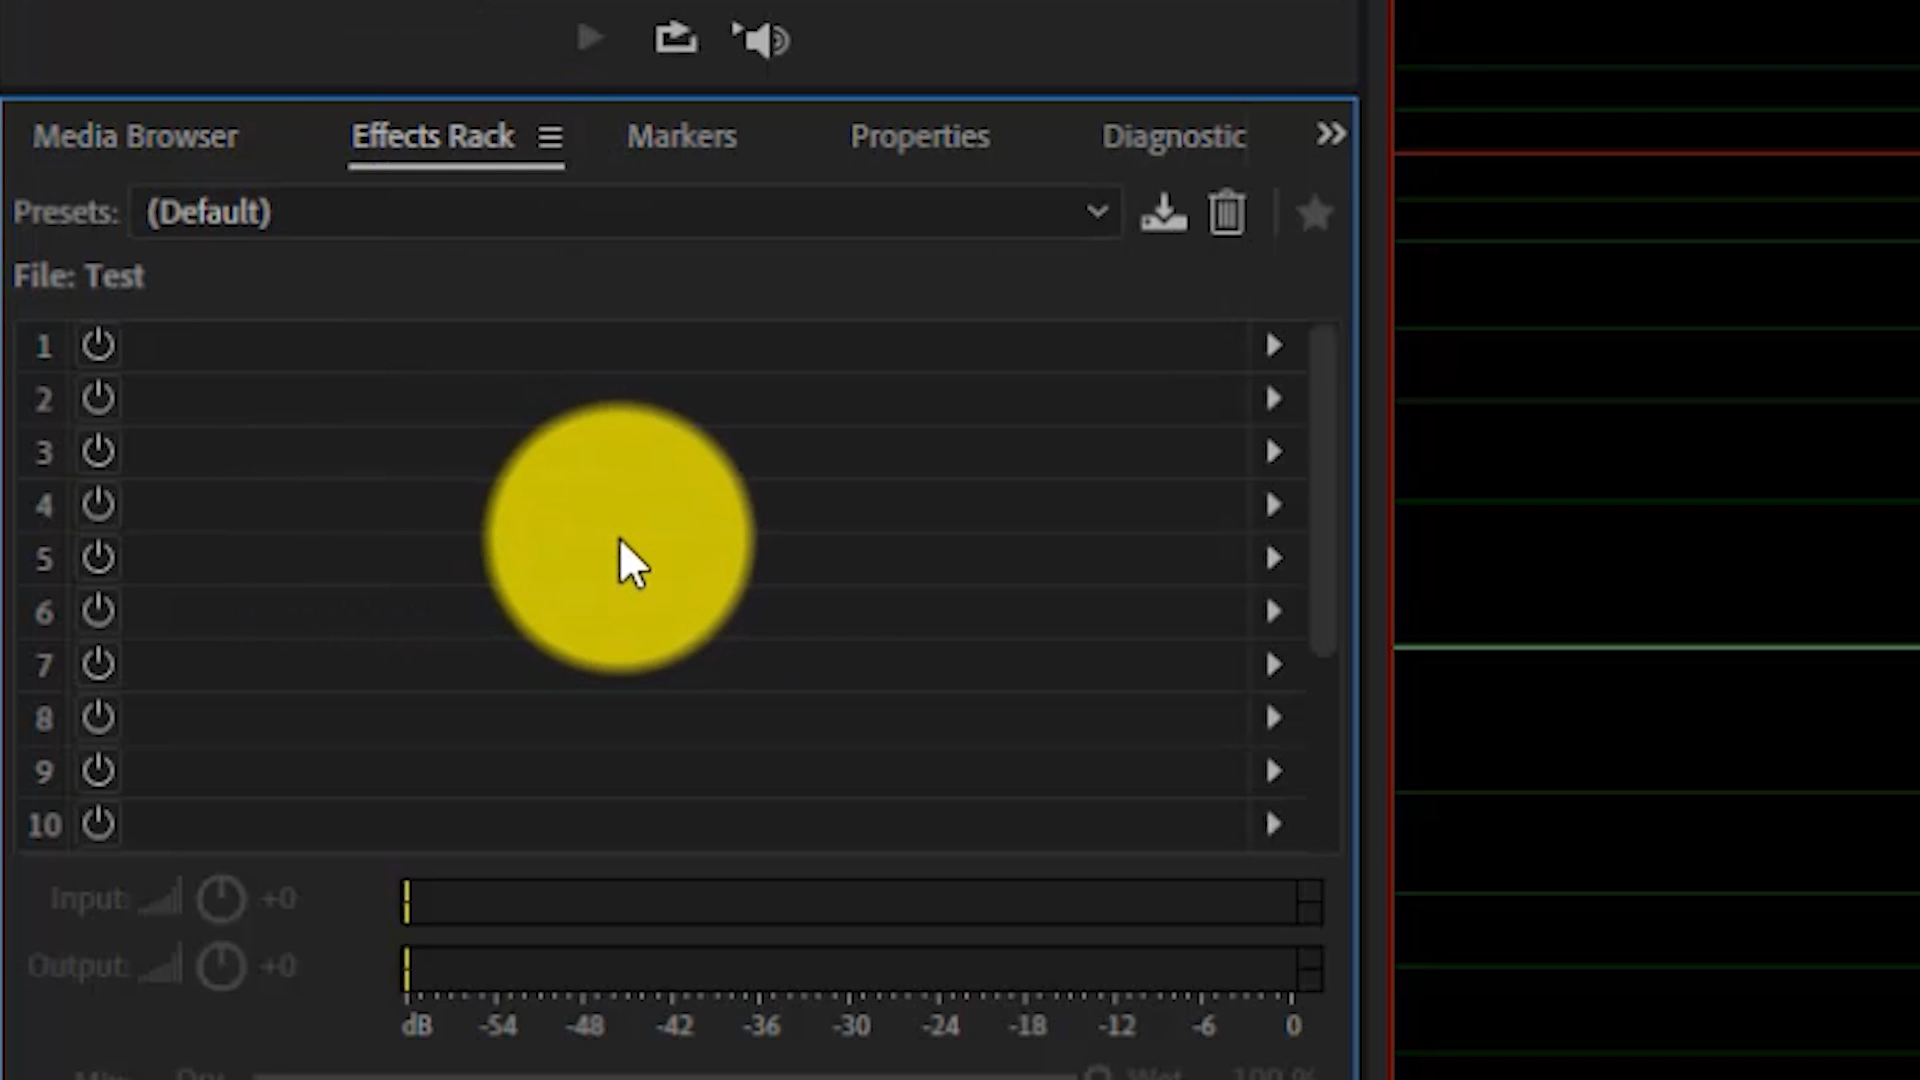 Media Browser Effects Rack Markers Properties Diagnostic
Presets: (Default)
File: Test
1
2
3
4
5
6
7
8
9
10
Input: +0
Output: +0
dB -54 -48 -42 -36 -30 -24 -18 -12 -6 0